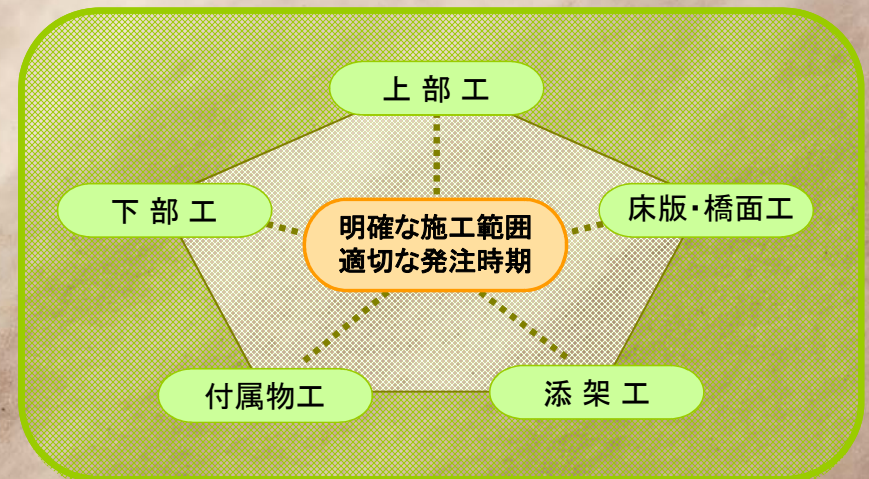 上 部 工
下 部 工
床版・橋面工
明確な施工範囲
適切な発注時期
付属物工
添 架 工